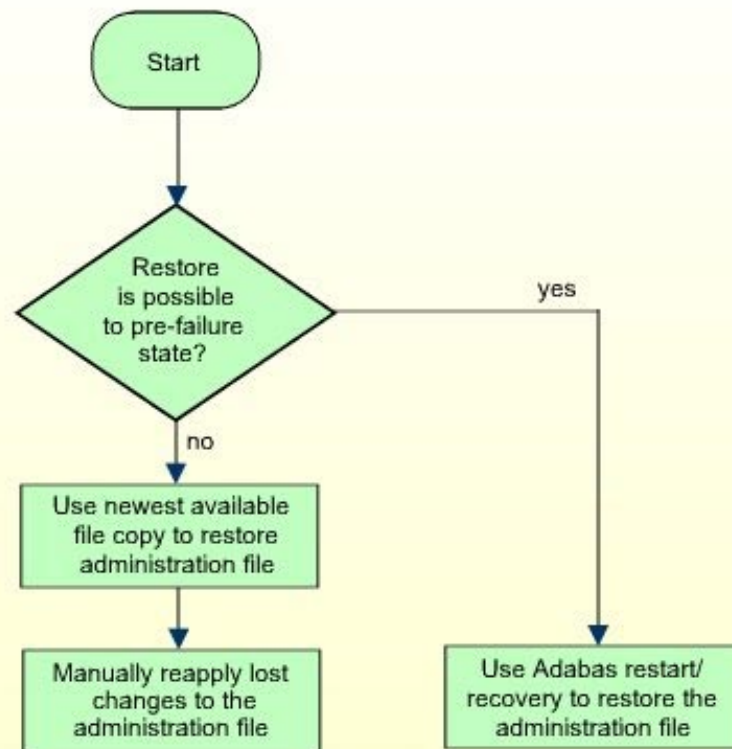 Start
Restore
is possible
to pre-failure
state?
yes
no
Use newest available
file copy to restore
administration file
Manually reapply lost
changes to the
administration file
Use Adabas restart/
recovery to restore the
administration file